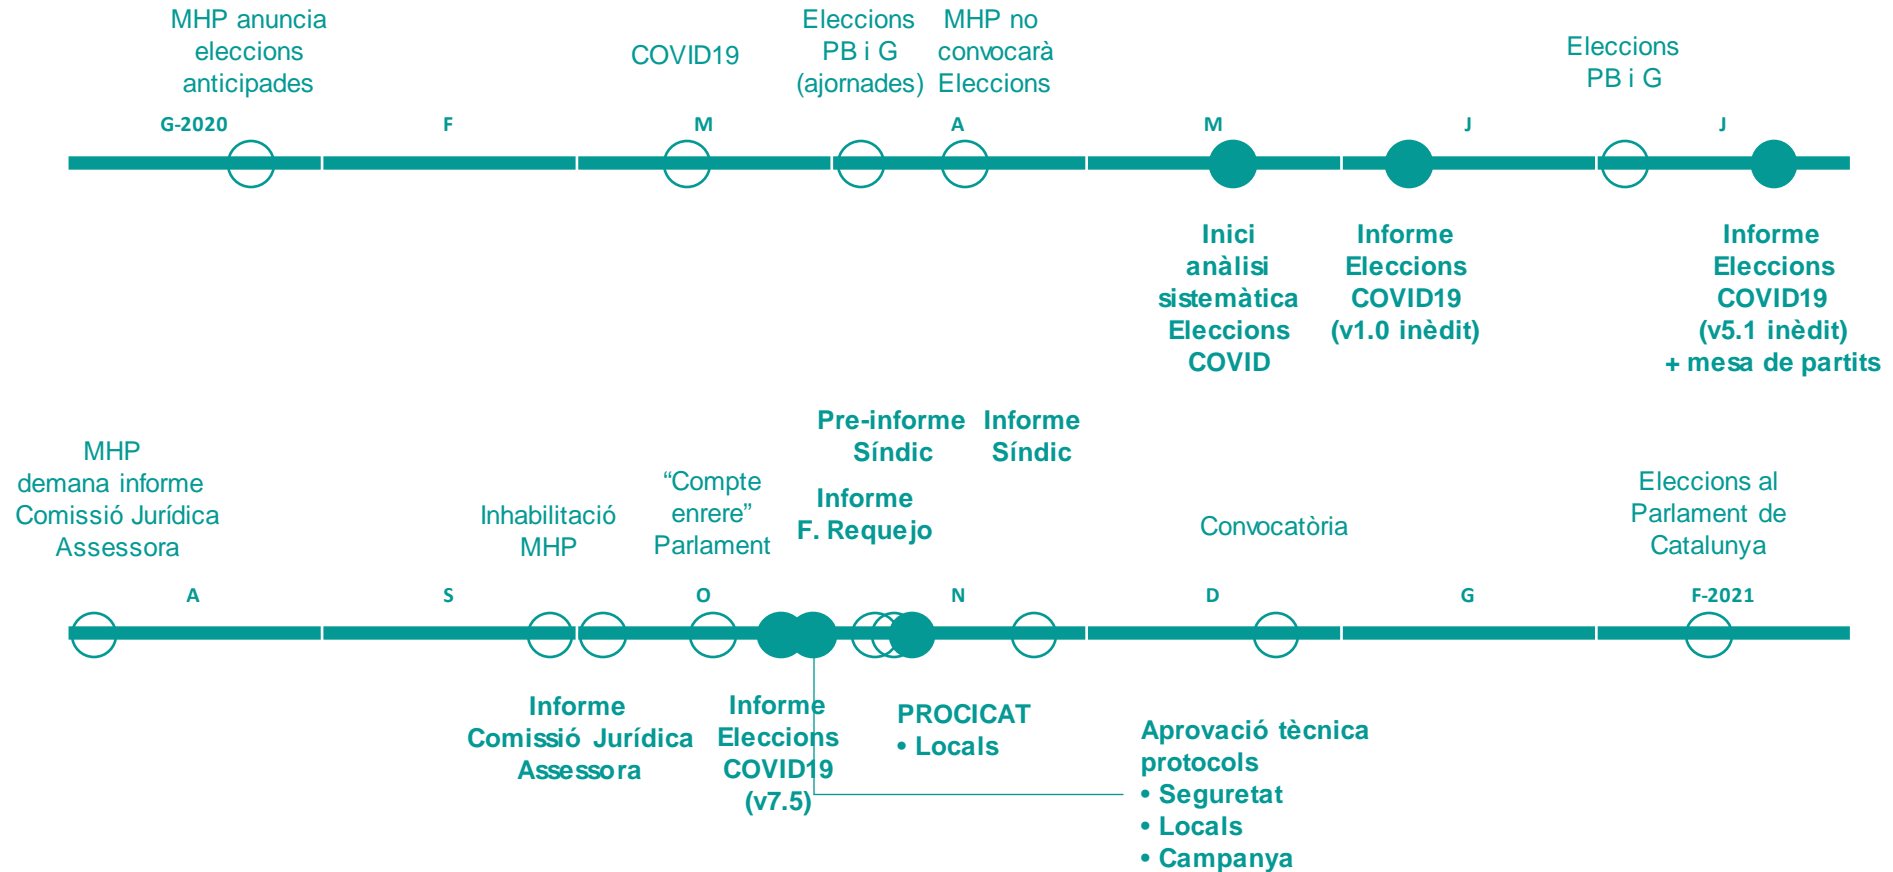 MHP anuncia
eleccions
anticipades
COVID19
Eleccions
PB i G
(ajornades)
MHP no
convocarà
Eleccions
Eleccions
PB i G
G-2020
F
M
A
M
J
J
Inici
anàlisi
sistemàtica
Eleccions
COVID
Informe
Eleccions
COVID19
(v1.0 inèdit)
Informe
Eleccions
COVID19
(v5.1 inèdit)
+ mesa de partits
MHP
demana informe
Comissió Jurídica
Assessora
Inhabilitació
MHP
“Compte
enrere”
Parlament
Pre-informe
Síndic
Informe
F. Requejo
Informe
Síndic
Convocatòria
Eleccions al
Parlament de
Catalunya
A
S
O
N
D
G
F-2021
Informe
Comissió Jurídica
Assessora
Informe
Eleccions
COVID19
(v7.5)
PROCICAT
• Locals
Aprovació tècnica
protocols
• Seguretat
• Locals
• Campanya